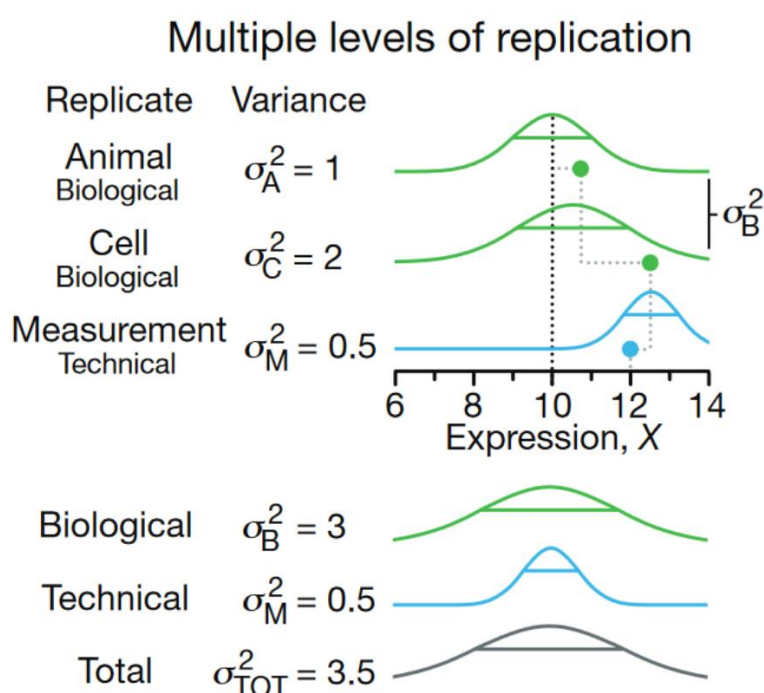 Multiple levels of replication
Replicate Variance
Animal
Biological
σ²A = 1
Cell
Biological
σ²C = 2
σ²B
Measurement
Technical
σ²M = 0.5
6 8 10 12 14
Expression, X
Biological σ²B = 3
Technical σ²M = 0.5
Total σ²TOT = 3.5